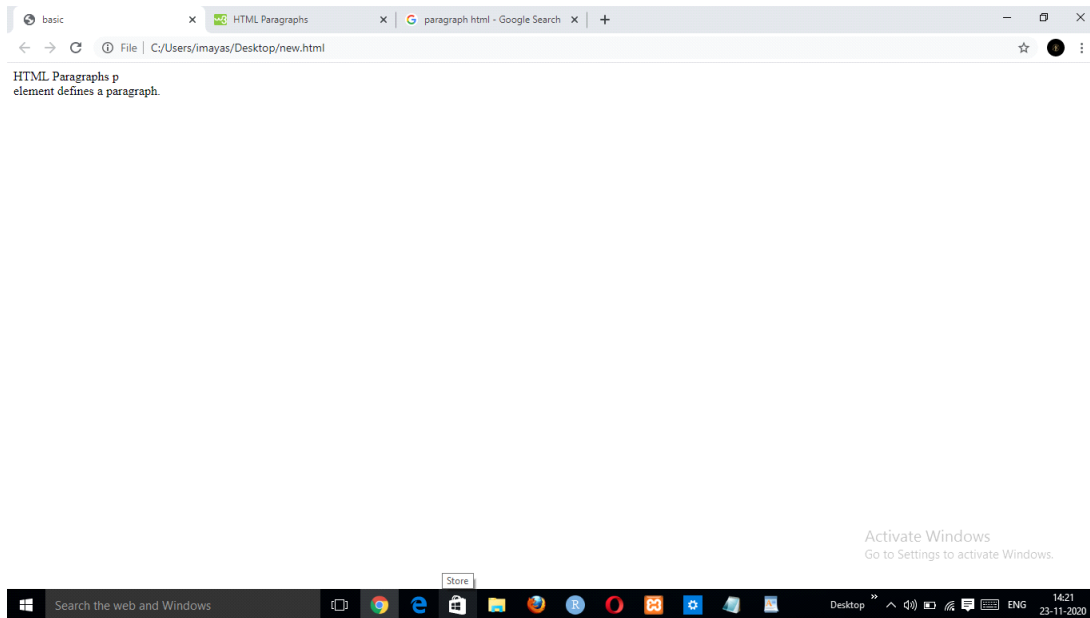 basic
HTML Paragraphs
paragraph html - Google Search
File C:/Users/imayas/Desktop/new.html
HTML Paragraphs p
element defines a paragraph.
Activate Windows
Go to Settings to activate Windows.
Store
Search the web and Windows
Desktop
ENG
14:21
23-11-2020